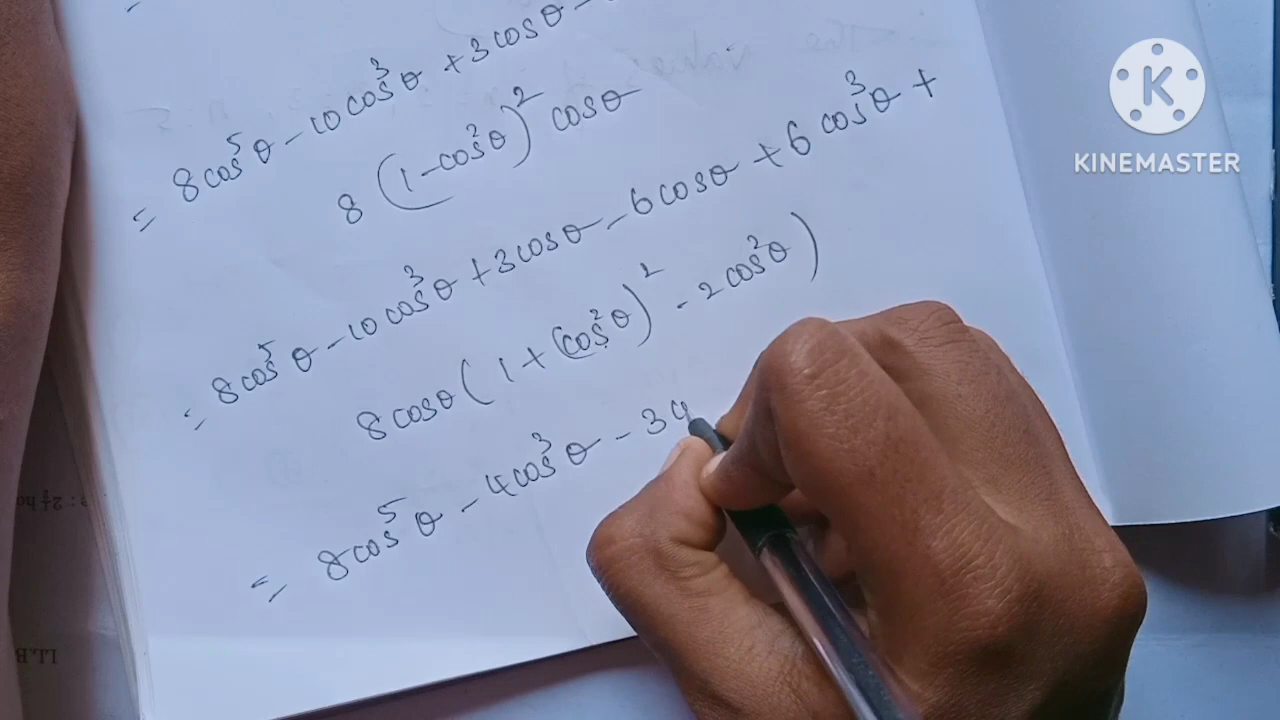 = 8cos⁵θ - 10cos³θ + 3cosθ -
8(1-cos²θ)² cosθ
= 8cos⁵θ - 10cos³θ + 3cosθ - 6cosθ + 6cos³θ +
8cosθ(1 + (cos²θ)² - 2cos²θ)
= 8cos⁵θ - 4cos³θ - 3c
KINEMASTER